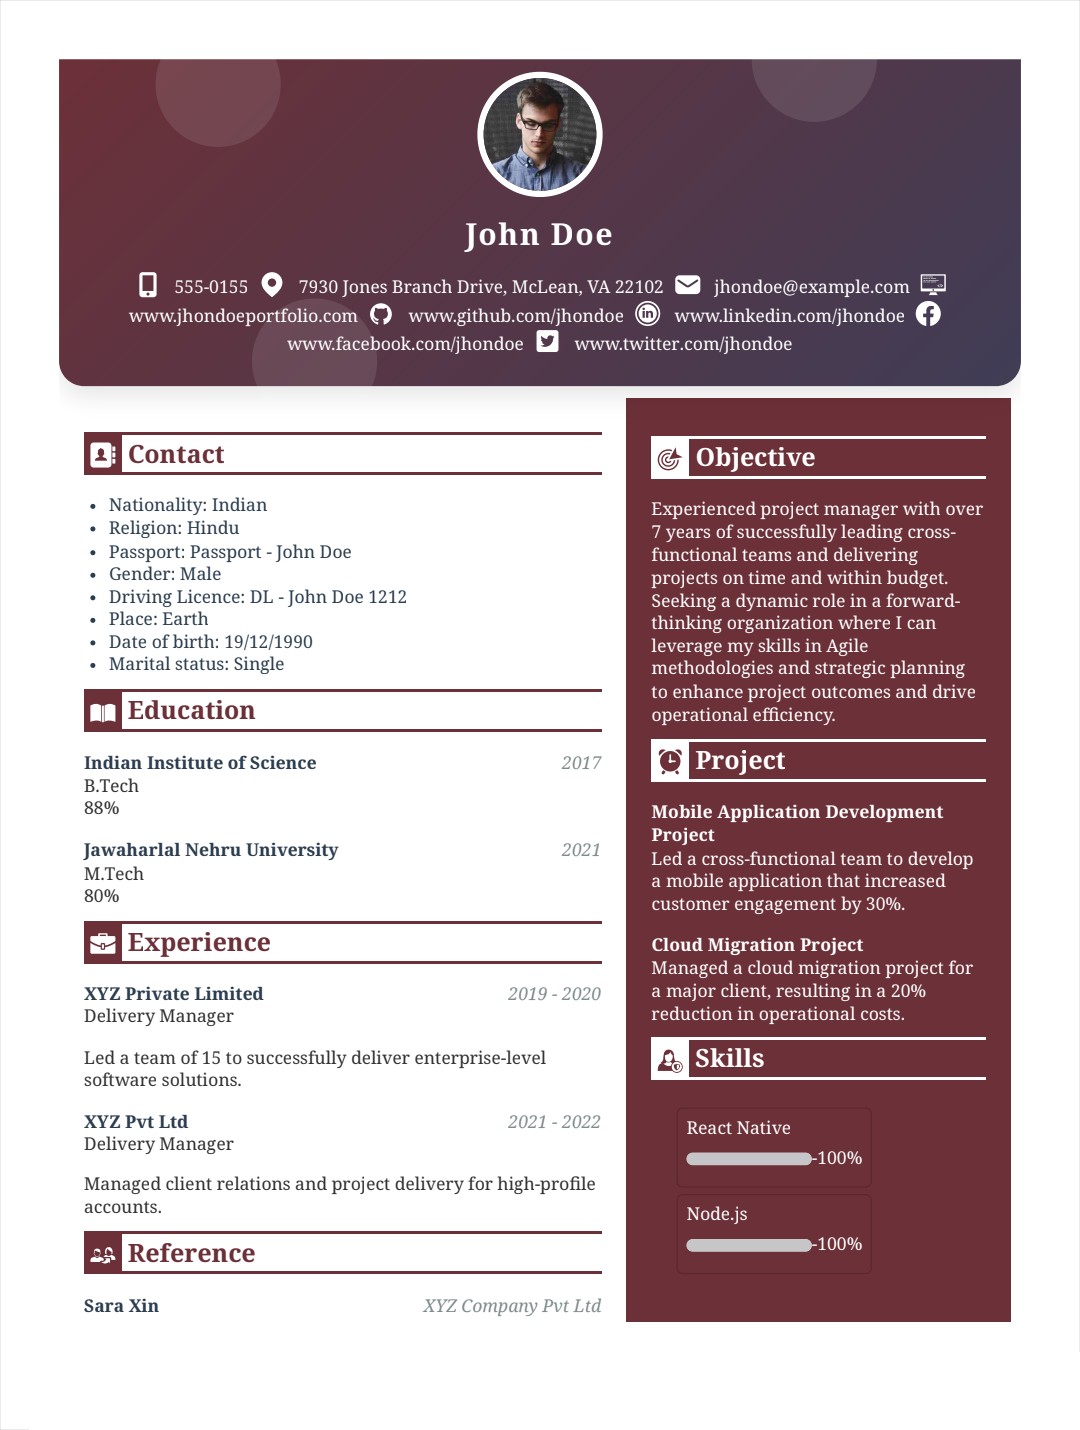 John Doe
555-0155 7930 Jones Branch Drive, McLean, VA 22102 jhondoe@example.com
www.jhondoeportfolio.com www.github.com/jhondoe www.linkedin.com/jhondoe
www.facebook.com/jhondoe www.twitter.com/jhondoe
Contact
• Nationality: Indian
• Religion: Hindu
• Passport: Passport - John Doe
• Gender: Male
• Driving Licence: DL - John Doe 1212
• Place: Earth
• Date of birth: 19/12/1990
• Marital status: Single
Education
Indian Institute of Science 2017
B.Tech
88%
Jawaharlal Nehru University 2021
M.Tech
80%
Experience
XYZ Private Limited 2019 - 2020
Delivery Manager
Led a team of 15 to successfully deliver enterprise-level
software solutions.
XYZ Pvt Ltd 2021 - 2022
Delivery Manager
Managed client relations and project delivery for high-profile
accounts.
Reference
Sara Xin XYZ Company Pvt Ltd
Objective
Experienced project manager with over
7 years of successfully leading cross-
functional teams and delivering
projects on time and within budget.
Seeking a dynamic role in a forward-
thinking organization where I can
leverage my skills in Agile
methodologies and strategic planning
to enhance project outcomes and drive
operational efficiency.
Project
Mobile Application Development
Project
Led a cross-functional team to develop
a mobile application that increased
customer engagement by 30%.
Cloud Migration Project
Managed a cloud migration project for
a major client, resulting in a 20%
reduction in operational costs.
Skills
React Native
-100%
Node.js
-100%